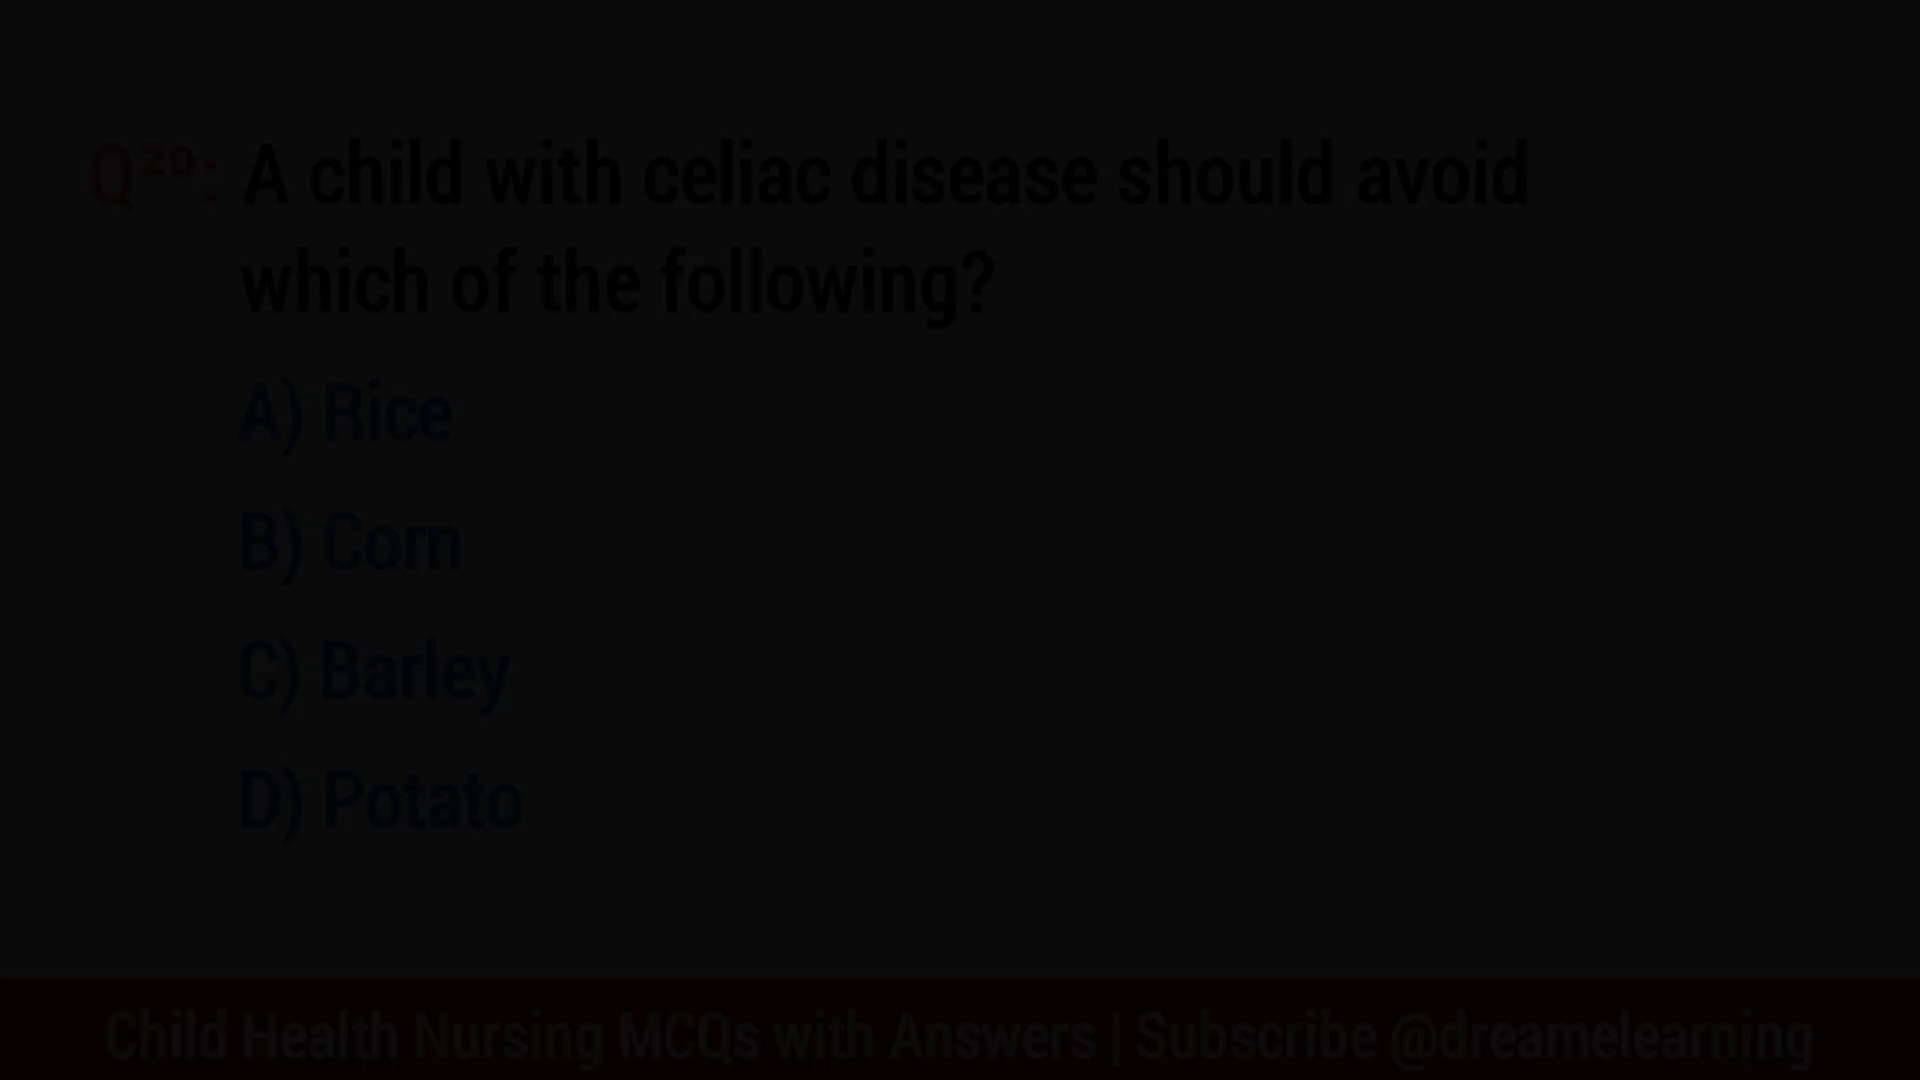 Q²⁰: A child with celiac disease should avoid
which of the following?
A) Rice
B) Corn
C) Barley
D) Potato
Child Health Nursing MCQs with Answers | Subscribe @dreamelearning